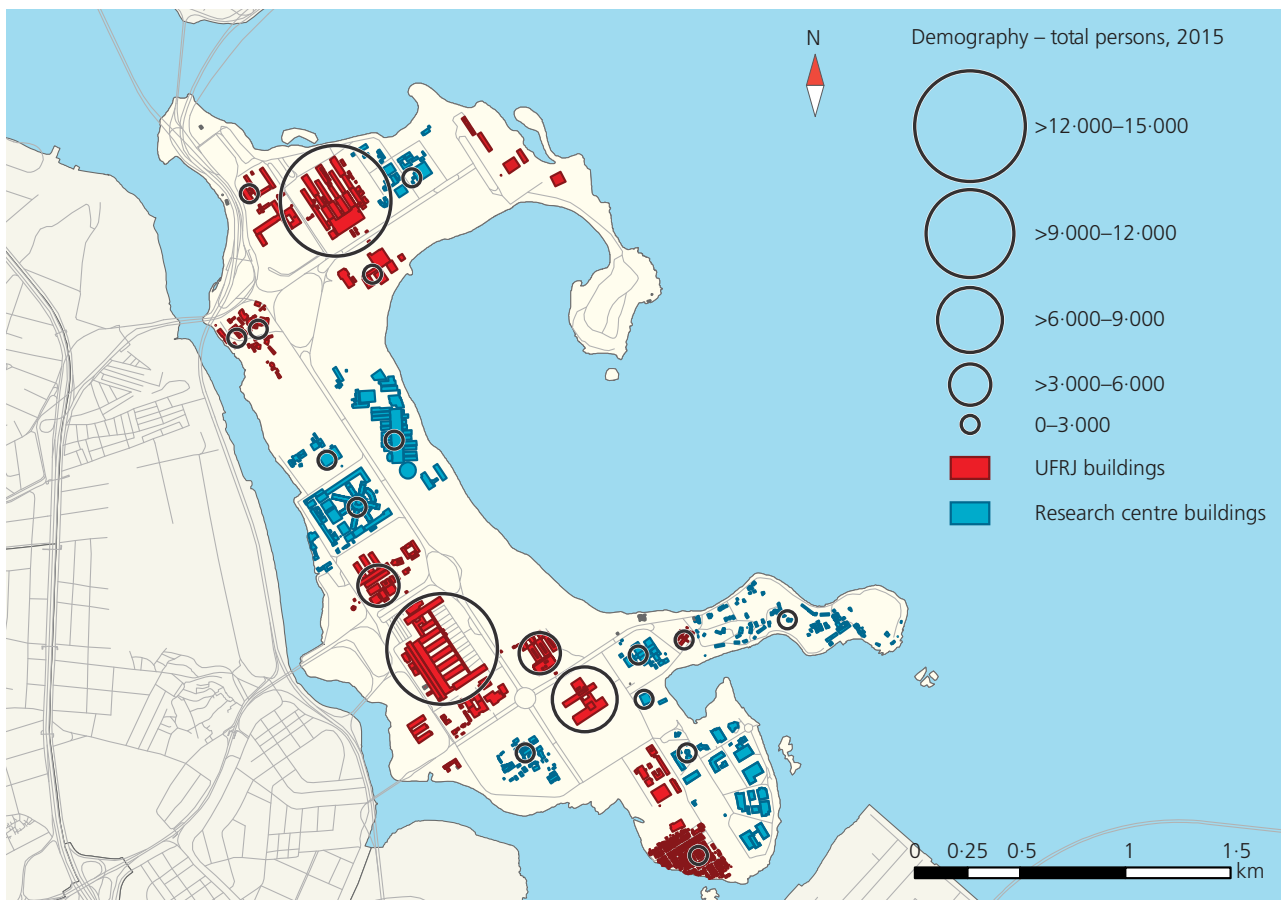 N
Demography – total persons, 2015
>12·000–15·000
>9·000–12·000
>6·000–9·000
>3·000–6·000
0–3·000
UFRJ buildings
Research centre buildings
0 0·25 0·5 1 1·5
km